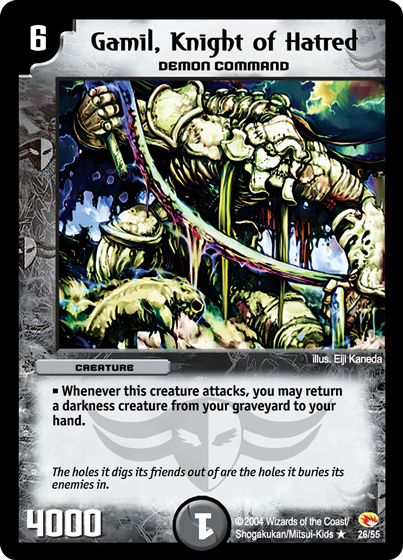 6
Gamil, Knight of Hatred
DEMON COMMAND
illus. Eiji Kaneda
CREATURE
▪ Whenever this creature attacks, you may return
a darkness creature from your graveyard to your
hand.
The holes it digs its friends out of are the holes it buries its
enemies in.
4000
1
©2004 Wizards of the Coast/
Shogakukan/Mitsui-Kids ★ 26/55